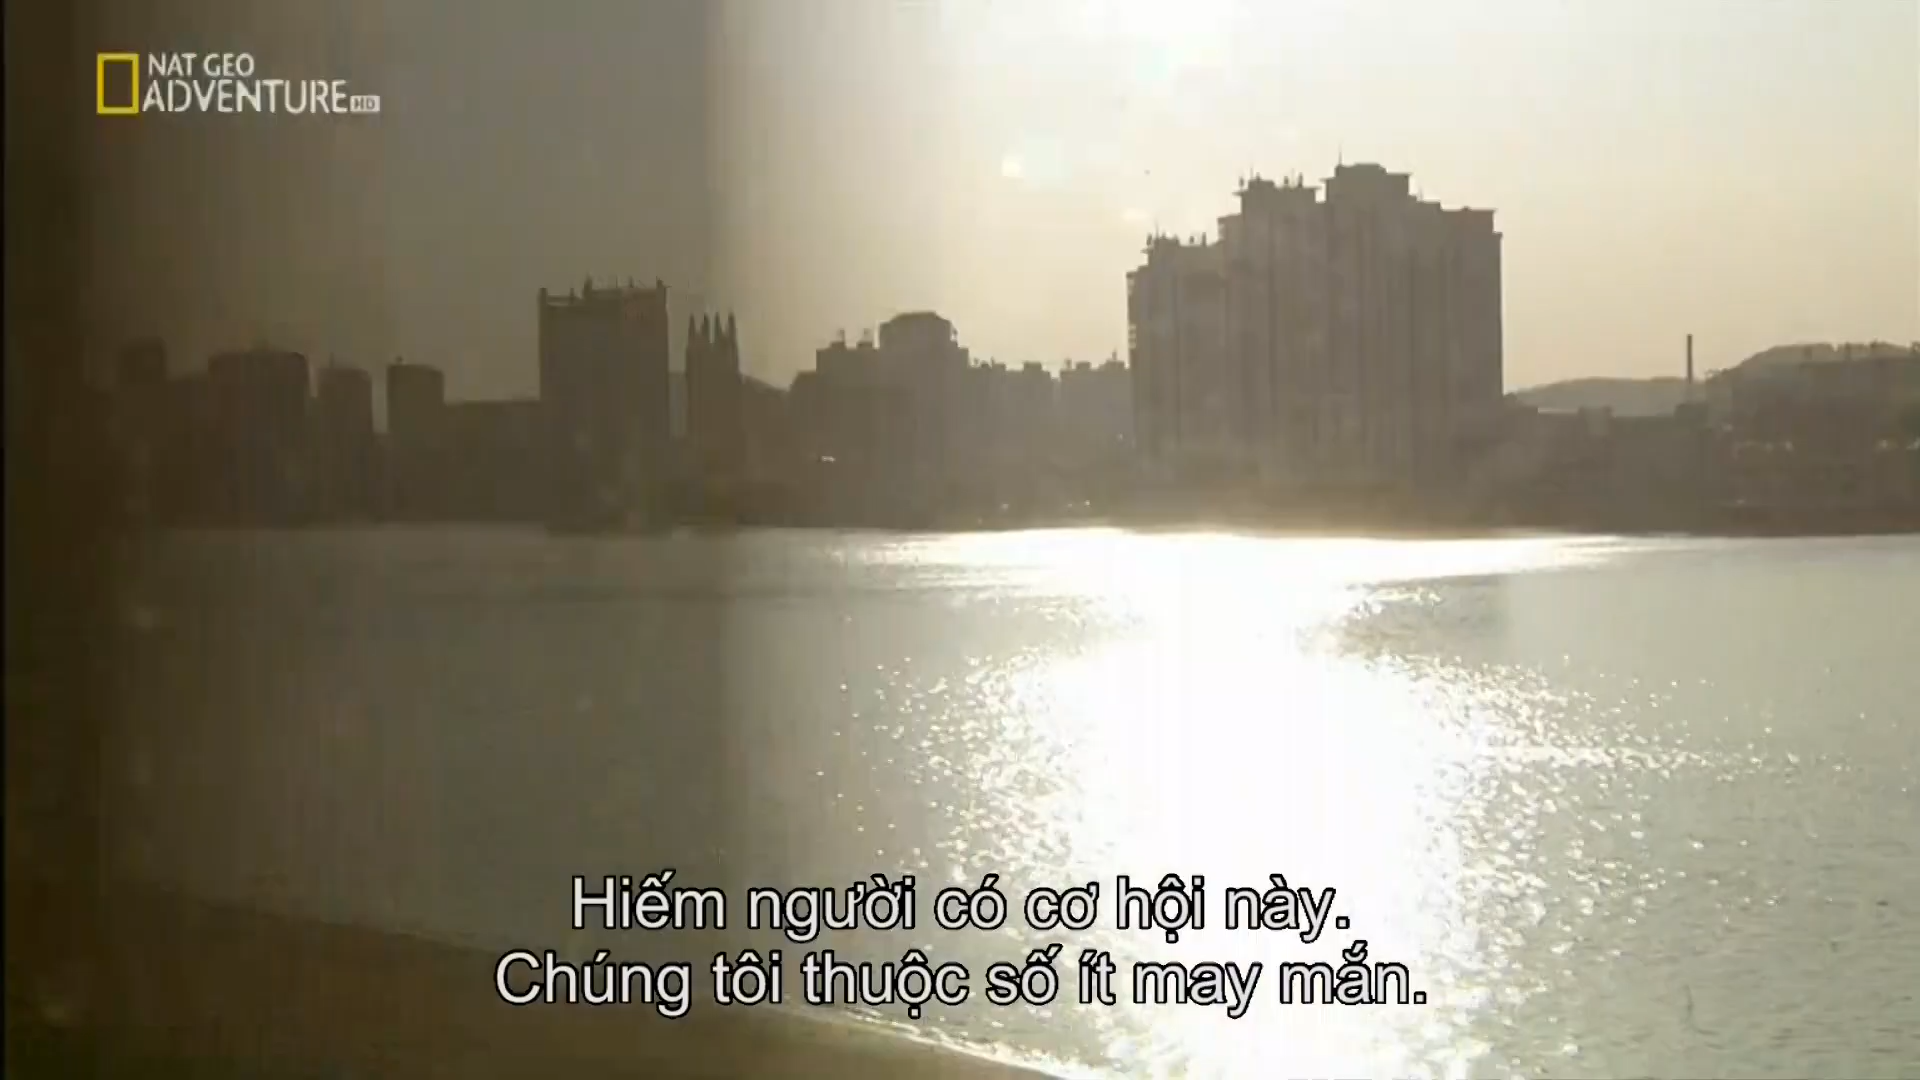 NAT GEO
ADVENTURE HD
Hiếm người có cơ hội này.
Chúng tôi thuộc số ít may mắn.